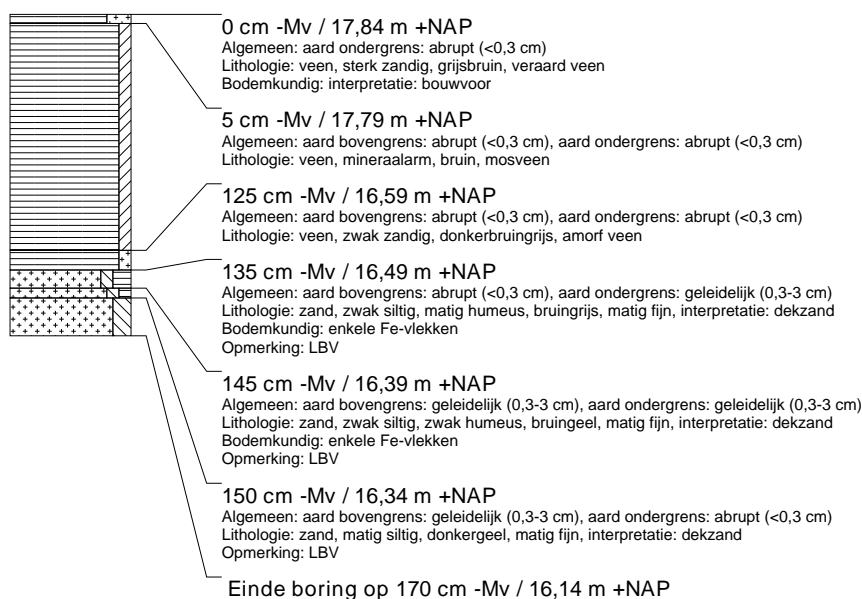 0 cm -Mv / 17,84 m +NAP
Algemeen: aard ondergrens: abrupt (<0,3 cm)
Lithologie: veen, sterk zandig, grijsbruin, veraard veen
Bodemkundig: interpretatie: bouwvoor
5 cm -Mv / 17,79 m +NAP
Algemeen: aard bovengrens: abrupt (<0,3 cm), aard ondergrens: abrupt (<0,3 cm)
Lithologie: veen, mineraalarm, bruin, mosveen
125 cm -Mv / 16,59 m +NAP
Algemeen: aard bovengrens: abrupt (<0,3 cm), aard ondergrens: abrupt (<0,3 cm)
Lithologie: veen, zwak zandig, donkerbruingrijs, amorf veen
135 cm -Mv / 16,49 m +NAP
Algemeen: aard bovengrens: abrupt (<0,3 cm), aard ondergrens: geleidelijk (0,3-3 cm)
Lithologie: zand, zwak siltig, matig humeus, bruingrijs, matig fijn, interpretatie: dekzand
Bodemkundig: enkele Fe-vlekken
Opmerking: LBV
145 cm -Mv / 16,39 m +NAP
Algemeen: aard bovengrens: geleidelijk (0,3-3 cm), aard ondergrens: geleidelijk (0,3-3 cm)
Lithologie: zand, zwak siltig, zwak humeus, bruingeel, matig fijn, interpretatie: dekzand
Bodemkundig: enkele Fe-vlekken
Opmerking: LBV
150 cm -Mv / 16,34 m +NAP
Algemeen: aard bovengrens: geleidelijk (0,3-3 cm), aard ondergrens: abrupt (<0,3 cm)
Lithologie: zand, matig siltig, donkergeel, matig fijn, interpretatie: dekzand
Opmerking: LBV
Einde boring op 170 cm -Mv / 16,14 m +NAP